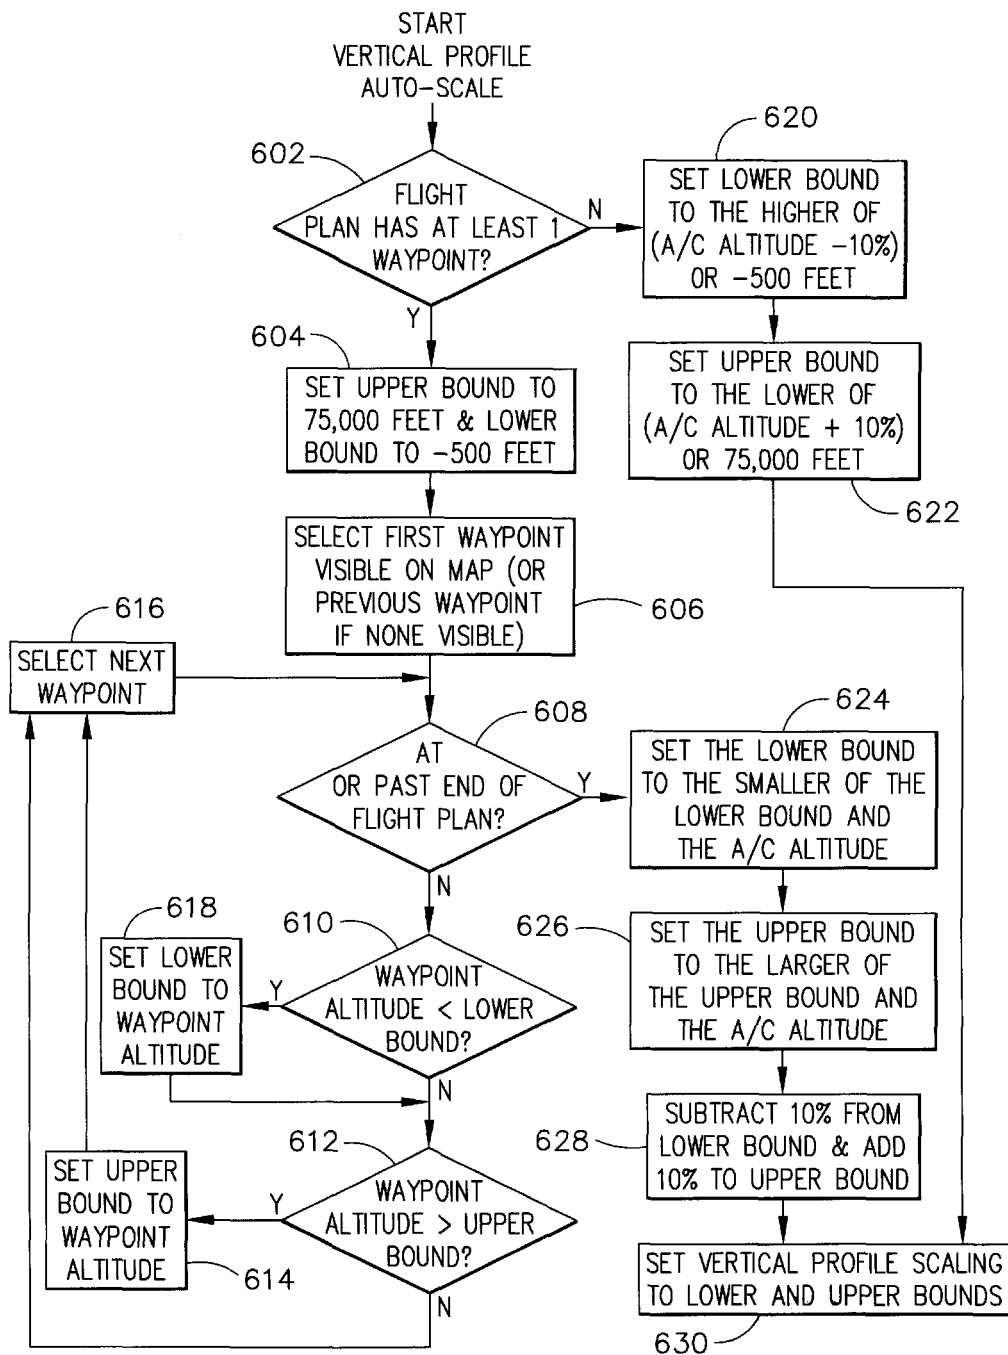 START
VERTICAL PROFILE
AUTO-SCALE
602
FLIGHT
PLAN HAS AT LEAST 1
WAYPOINT?
N
Y
620
SET LOWER BOUND
TO THE HIGHER OF
(A/C ALTITUDE -10%)
OR -500 FEET
604
SET UPPER BOUND TO
75,000 FEET & LOWER
BOUND TO -500 FEET
SET UPPER BOUND
TO THE LOWER OF
(A/C ALTITUDE + 10%)
OR 75,000 FEET
622
SELECT FIRST WAYPOINT
VISIBLE ON MAP (OR
PREVIOUS WAYPOINT
IF NONE VISIBLE)
606
616
SELECT NEXT
WAYPOINT
608
AT
OR PAST END OF
FLIGHT PLAN?
Y
N
624
SET THE LOWER BOUND
TO THE SMALLER OF THE
LOWER BOUND AND
THE A/C ALTITUDE
618
SET LOWER
BOUND TO
WAYPOINT
ALTITUDE
610
WAYPOINT
ALTITUDE < LOWER
BOUND?
Y
N
626
SET THE UPPER BOUND
TO THE LARGER OF
THE UPPER BOUND AND
THE A/C ALTITUDE
612
WAYPOINT
ALTITUDE > UPPER
BOUND?
Y
N
SET UPPER
BOUND TO
WAYPOINT
ALTITUDE
614
628
SUBTRACT 10% FROM
LOWER BOUND & ADD
10% TO UPPER BOUND
SET VERTICAL PROFILE SCALING
TO LOWER AND UPPER BOUNDS
630